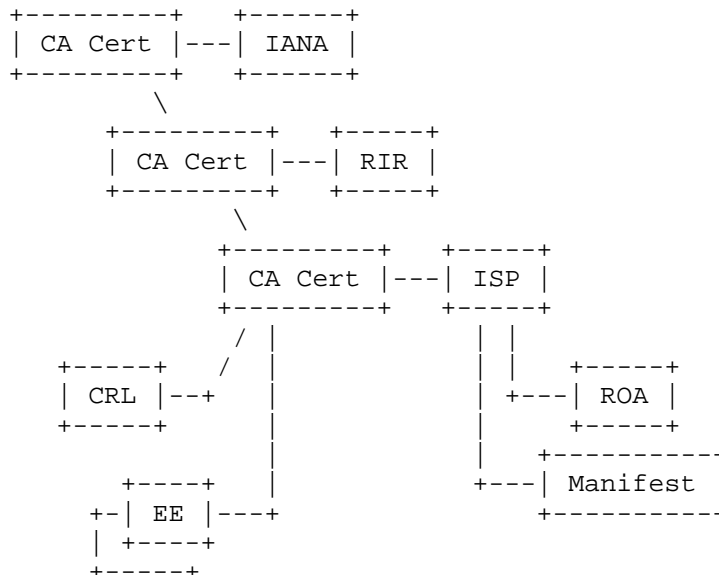 CA Cert IANA
CA Cert RIR
CA Cert ISP
CRL ROA
Manifest
EE